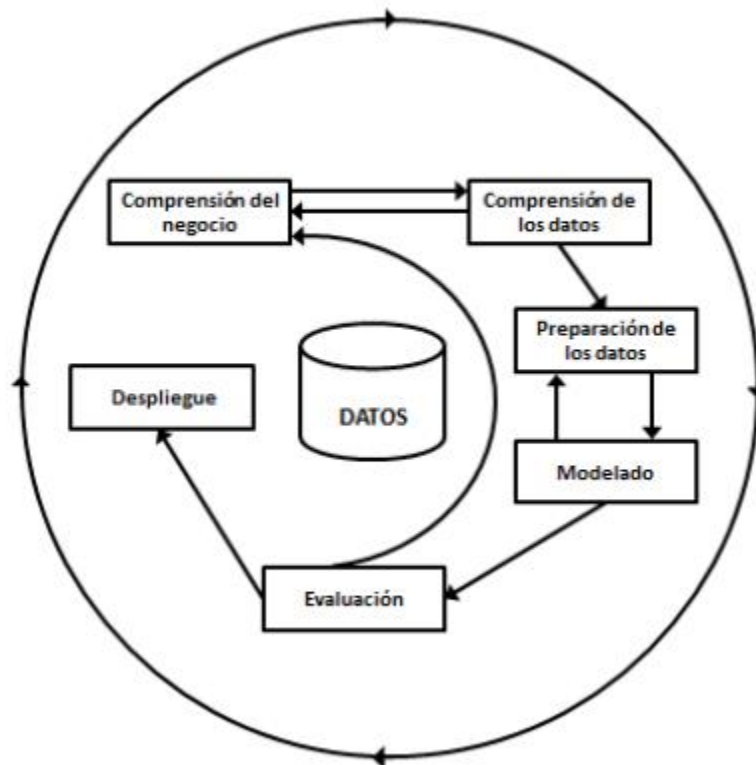 Comprensión del
negocio
Comprensión de
los datos
Preparación de
los datos
Despliegue
DATOS
Modelado
Evaluación